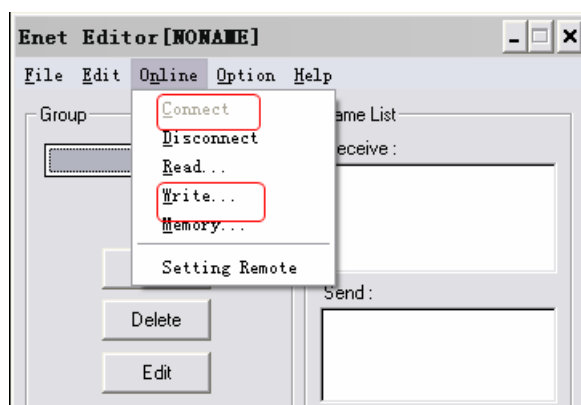 Enet Editor[NONAME]
File Edit Online Option Help
Group
Connect
Disconnect
Read...
Write...
Memory...
Setting Remote
ame List
eceive :
Send :
Delete
Edit